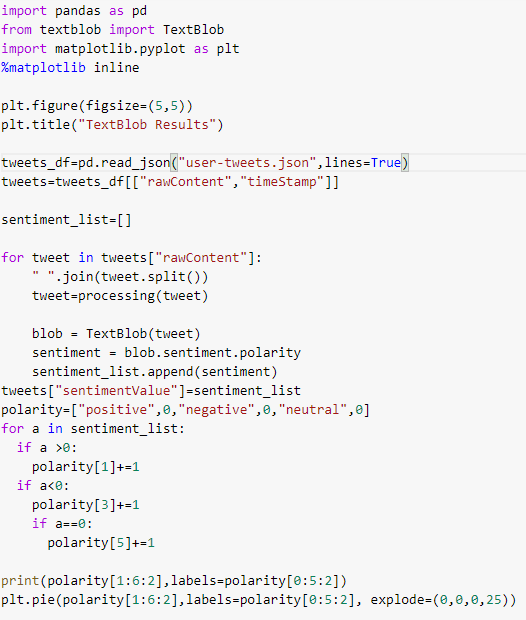 import pandas as pd
from textblob import TextBlob
import matplotlib.pyplot as plt
%matplotlib inline

plt.figure(figsize=(5,5))
plt.title("TextBlob Results")

tweets_df=pd.read_json("user-tweets.json",lines=True)
tweets=tweets_df[["rawContent","timeStamp"]]

sentiment_list=[]

for tweet in tweets["rawContent"]:
    " ".join(tweet.split())
    tweet=processing(tweet)

    blob = TextBlob(tweet)
    sentiment = blob.sentiment.polarity
    sentiment_list.append(sentiment)
tweets["sentimentValue"]=sentiment_list
polarity=["positive",0,"negative",0,"neutral",0]
for a in sentiment_list:
  if a >0:
    polarity[1]+=1
  if a<0:
    polarity[3]+=1
    if a==0:
      polarity[5]+=1

print(polarity[1:6:2],labels=polarity[0:5:2])
plt.pie(polarity[1:6:2],labels=polarity[0:5:2], explode=(0,0,0,25))